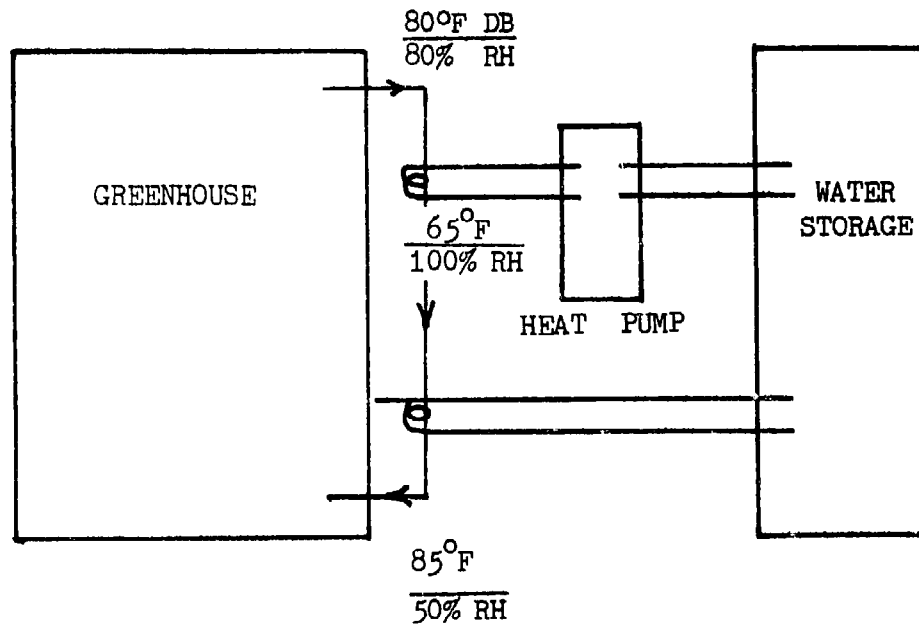 80°F DB
80% RH
GREENHOUSE
WATER
STORAGE
65°F
100% RH
HEAT PUMP
85°F
50% RH